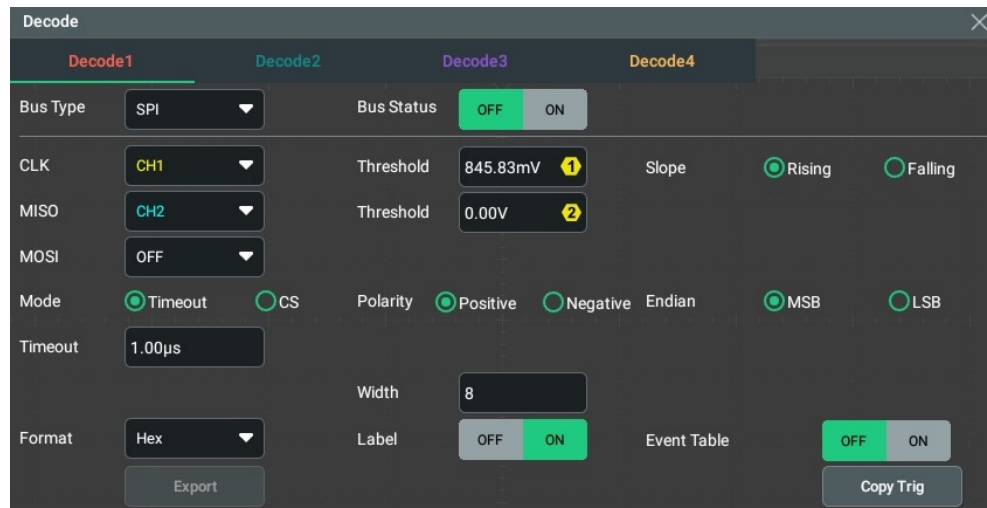 Decode
Decode1 Decode2 Decode3 Decode4
Bus Type SPI Bus Status OFF ON
CLK CH1 Threshold 845.83mV 1 Slope Rising Falling
MISO CH2 Threshold 0.00V 2
MOSI OFF
Mode Timeout CS Polarity Positive Negative Endian MSB LSB
Timeout 1.00μs
Width 8
Format Hex Label OFF ON Event Table OFF ON
Export Copy Trig